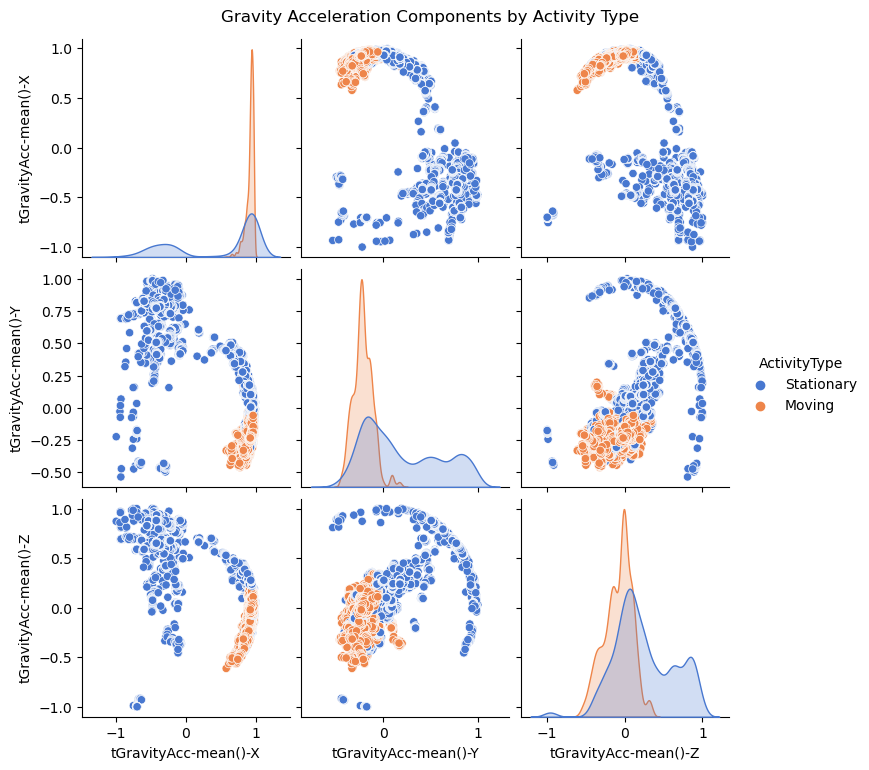 Gravity Acceleration Components by Activity Type
tGravityAcc-mean()-X
1.0
0.5
0.0
−0.5
−1.0
tGravityAcc-mean()-Y
1.00
0.75
0.50
0.25
0.00
−0.25
−0.50
ActivityType
Stationary
Moving
tGravityAcc-mean()-Z
1.0
0.5
0.0
−0.5
−1.0
−1 0 1 0 1 −1 0 1
tGravityAcc-mean()-X tGravityAcc-mean()-Y tGravityAcc-mean()-Z